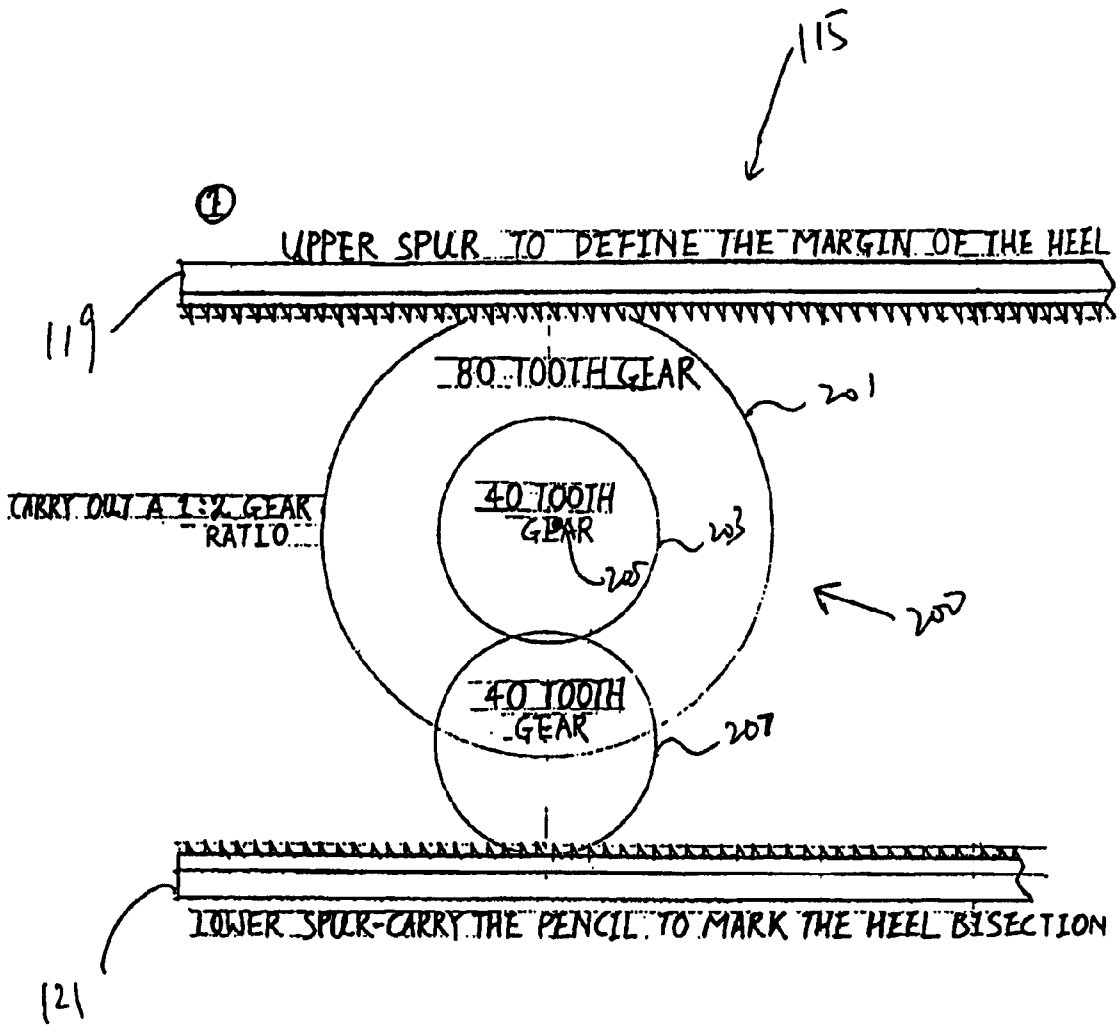 115
①
UPPER SPUR TO DEFINE THE MARGIN OF THE HEEL
119
80 TOOTH GEAR
201
CARRY OUT A 1:2 GEAR
RATIO
40 TOOTH
GEAR
203
205
200
40 TOOTH
GEAR
207
LOWER SPUR-CARRY THE PENCIL TO MARK THE HEEL BISECTION
121